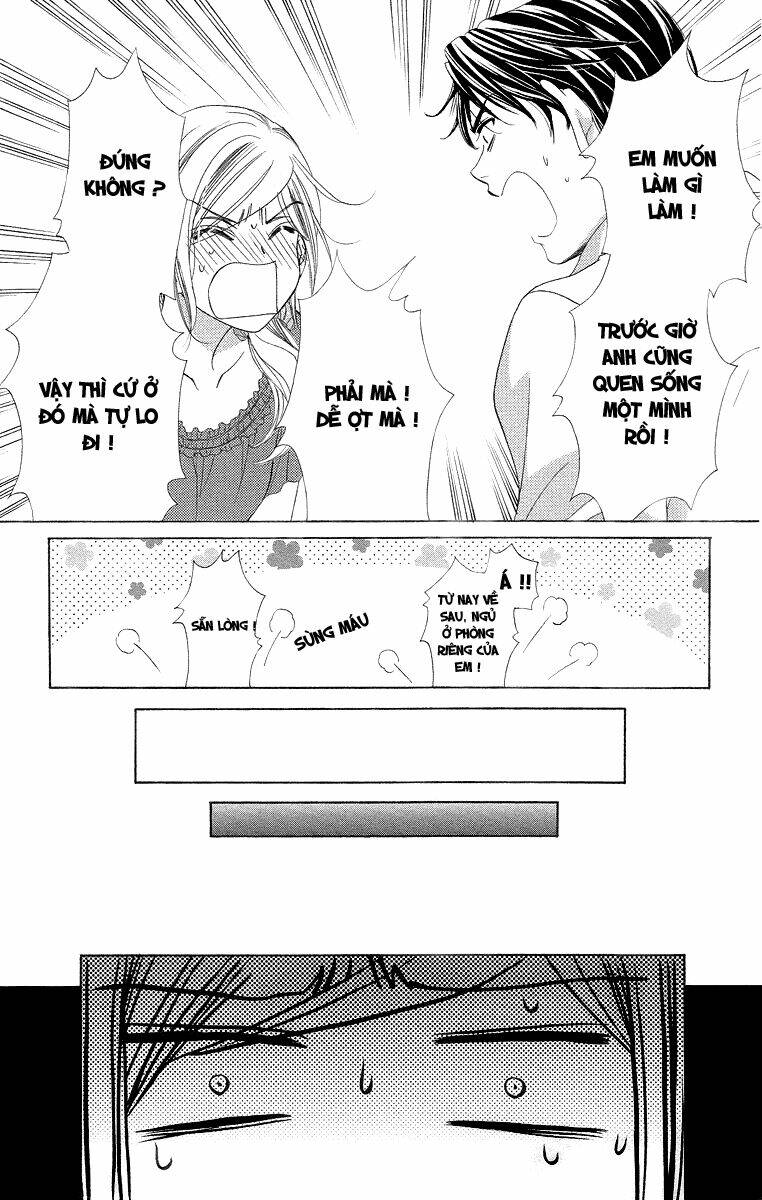 EM MUỐN
LÀM GÌ
LÀM !
TRƯỚC GIỜ
ANH CŨNG
QUEN SỐNG
MỘT MÌNH
RỒI !
PHẢI MÀ !
DỄ ỢT MÀ !
ĐÚNG
KHÔNG ?
VẬY THÌ CỨ Ở
ĐÓ MÀ TỰ LO
ĐI !
Á !!
TỪ NAY VỀ
SAU, NGỦ
Ở PHÒNG
RIÊNG CỦA
EM !
SỪNG MÁU
SẴN LÒNG !